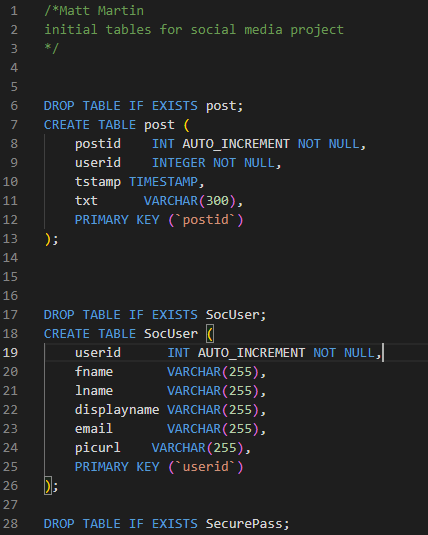 1 /*Matt Martin
2 initial tables for social media project
3 */
4
5
6 DROP TABLE IF EXISTS post;
7 CREATE TABLE post (
8 postid INT AUTO_INCREMENT NOT NULL,
9 userid INTEGER NOT NULL,
10 tstamp TIMESTAMP,
11 txt VARCHAR(300),
12 PRIMARY KEY (`postid`)
13 );
14
15
16
17 DROP TABLE IF EXISTS SocUser;
18 CREATE TABLE SocUser (
19 userid INT AUTO_INCREMENT NOT NULL,
20 fname VARCHAR(255),
21 lname VARCHAR(255),
22 displayname VARCHAR(255),
23 email VARCHAR(255),
24 picurl VARCHAR(255),
25 PRIMARY KEY (`userid`)
26 );
27
28 DROP TABLE IF EXISTS SecurePass;